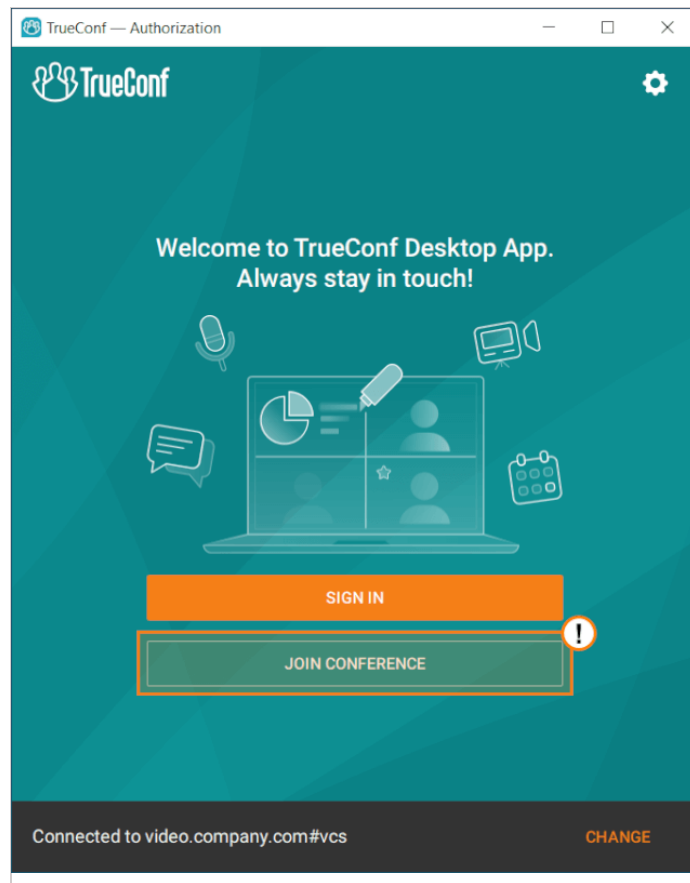 TrueConf — Authorization
TrueConf
Welcome to TrueConf Desktop App.
Always stay in touch!
SIGN IN
!
JOIN CONFERENCE
Connected to video.company.com#vcs
CHANGE